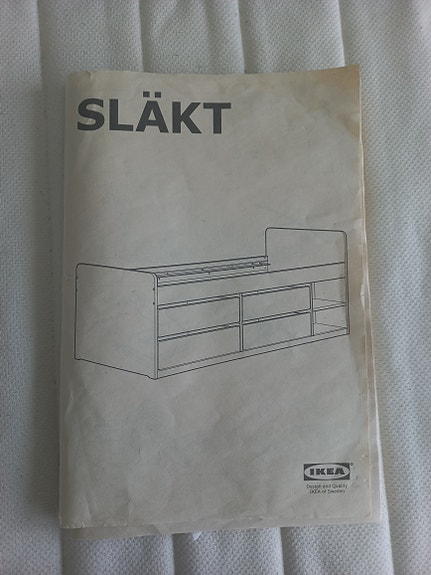 SLÄKT
IKEA
Design and Quality
IKEA of Sweden